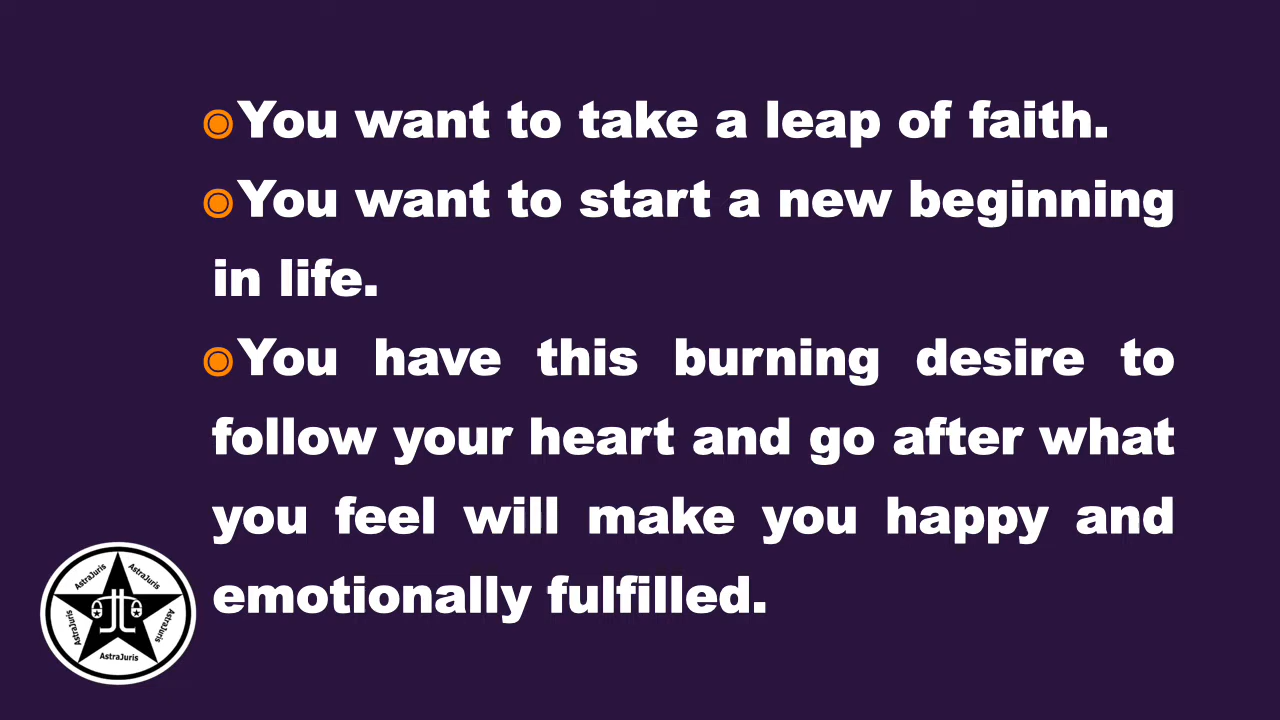 ◉You want to take a leap of faith.
◉You want to start a new beginning
in life.
◉You have this burning desire to
follow your heart and go after what
you feel will make you happy and
emotionally fulfilled.
AstraJuris
AstraJuris
AstraJuris
AstraJuris
AstraJuris